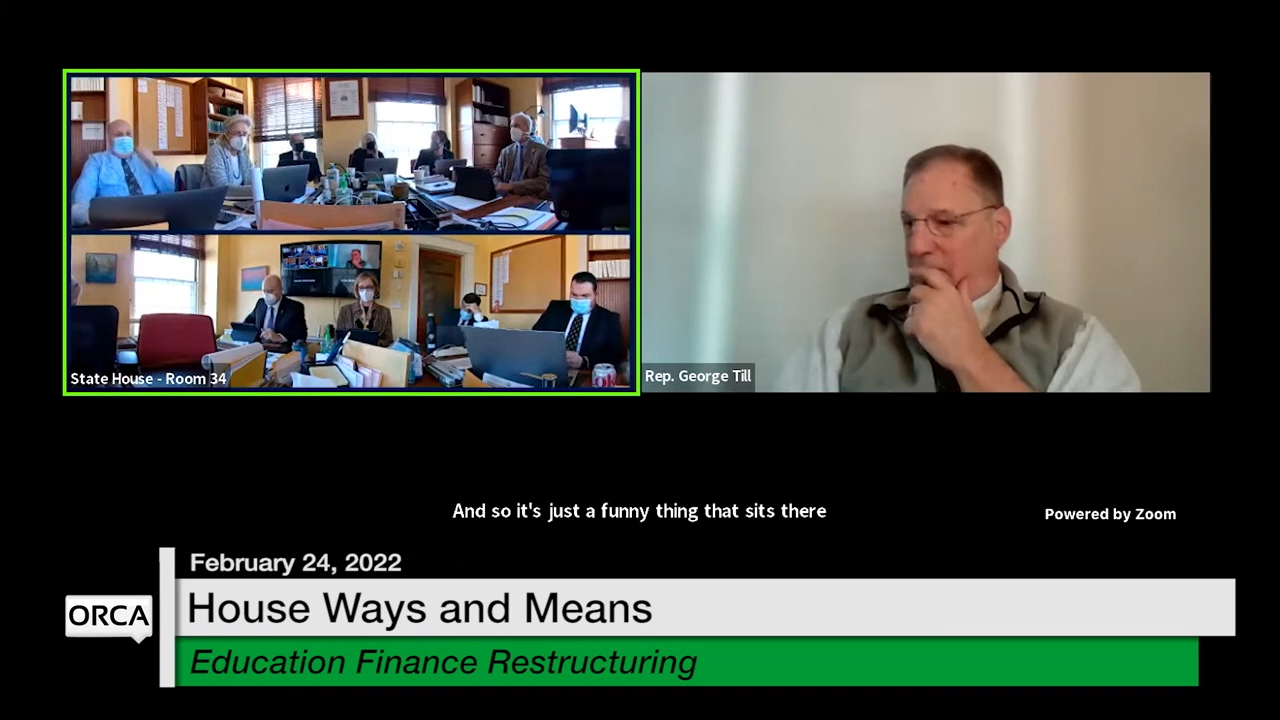 State House - Room 34
Rep. George Till
And so it's just a funny thing that sits there
Powered by Zoom
February 24, 2022
ORCA
House Ways and Means
Education Finance Restructuring